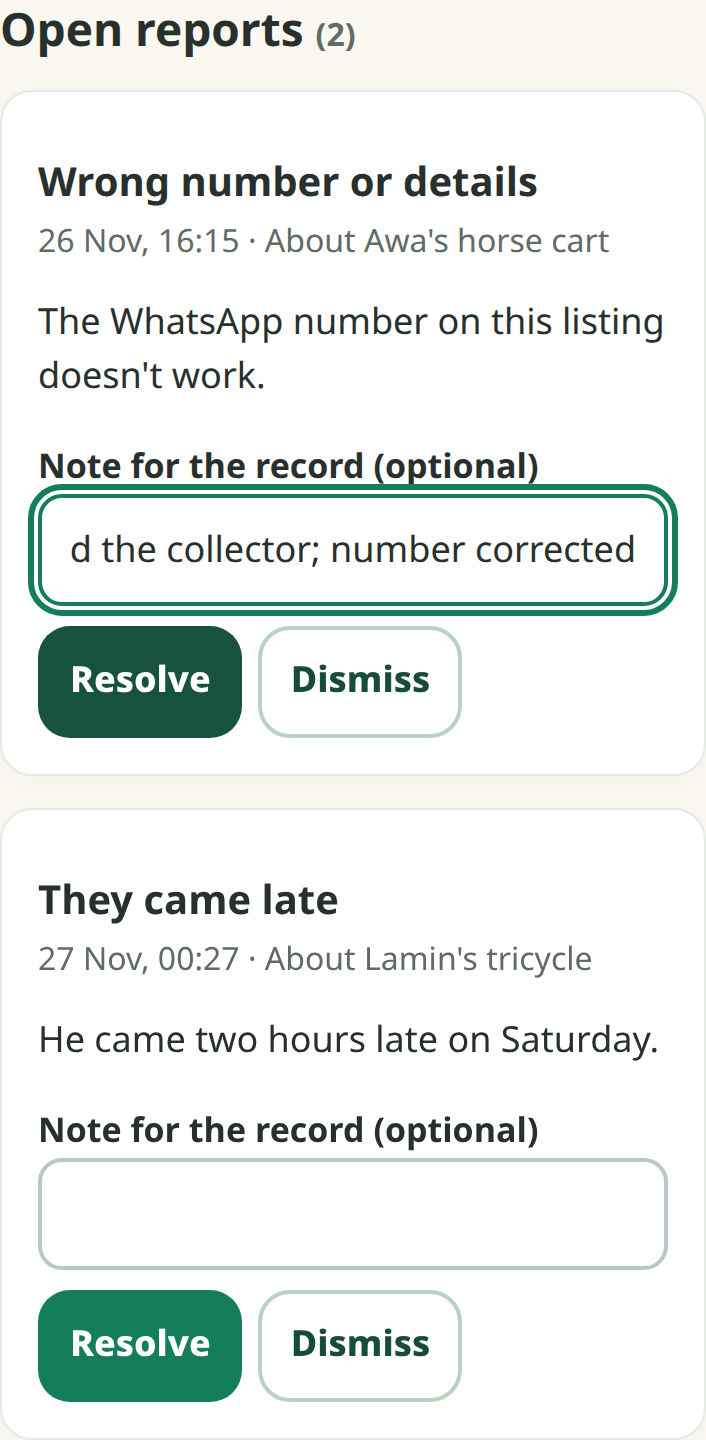 Open reports (2)
Wrong number or details
26 Nov, 16:15 · About Awa's horse cart
The WhatsApp number on this listing
doesn't work.
Note for the record (optional)
d the collector; number corrected
Resolve Dismiss
They came late
27 Nov, 00:27 · About Lamin's tricycle
He came two hours late on Saturday.
Note for the record (optional)
Resolve Dismiss